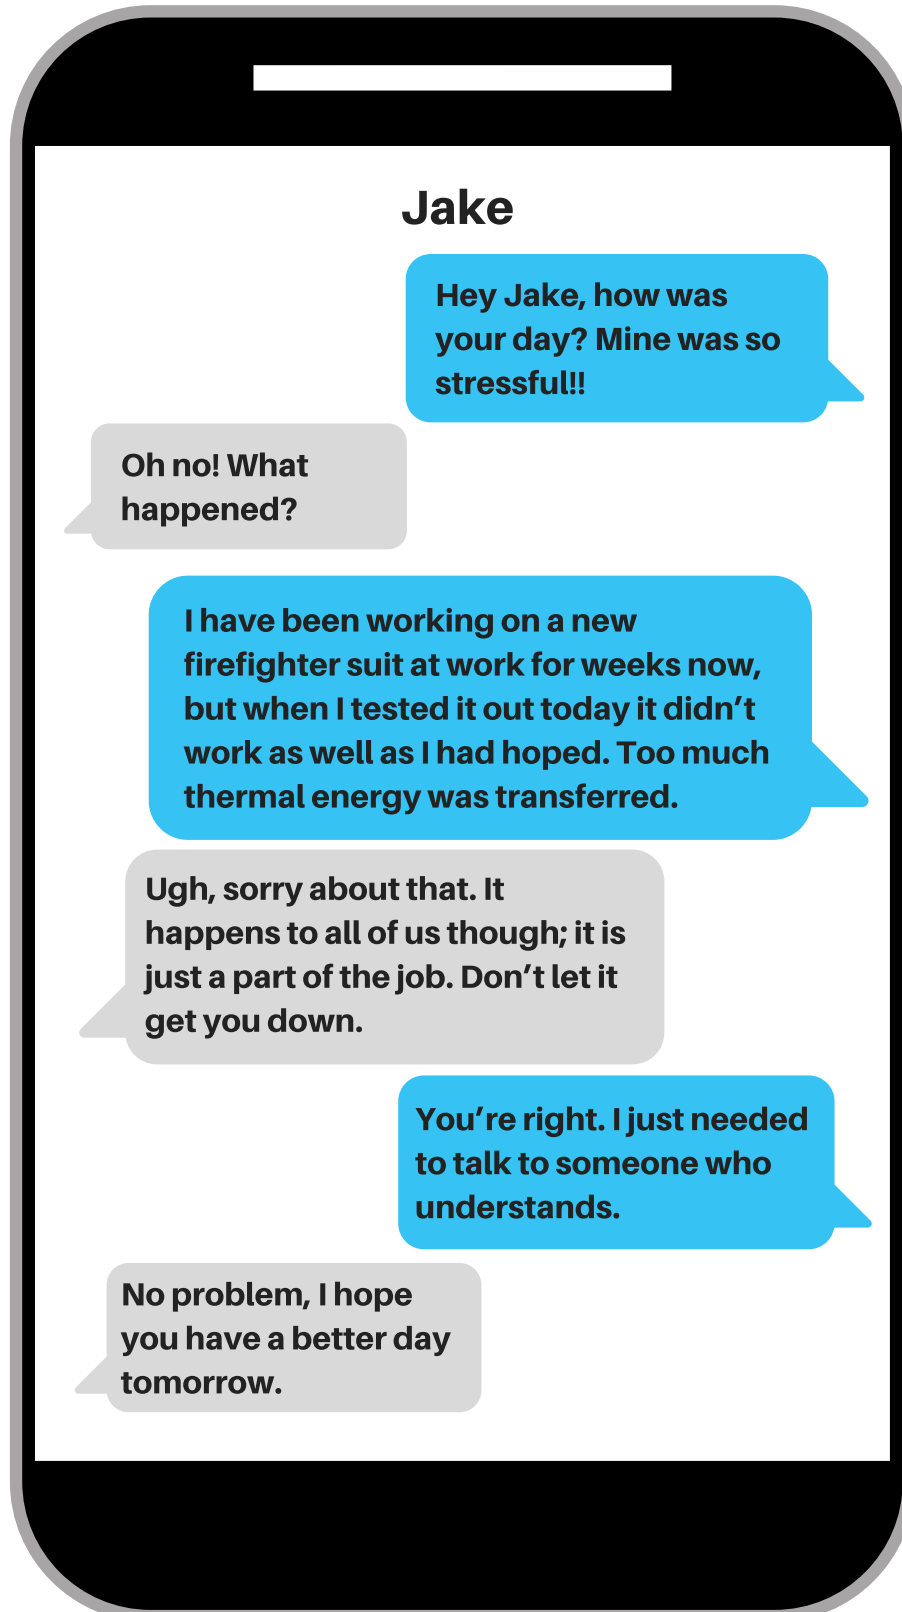 Jake
Hey Jake, how was
your day? Mine was so
stressful!!
Oh no! What
happened?
I have been working on a new
firefighter suit at work for weeks now,
but when I tested it out today it didn’t
work as well as I had hoped. Too much
thermal energy was transferred.
Ugh, sorry about that. It
happens to all of us though; it is
just a part of the job. Don’t let it
get you down.
You’re right. I just needed
to talk to someone who
understands.
No problem, I hope
you have a better day
tomorrow.